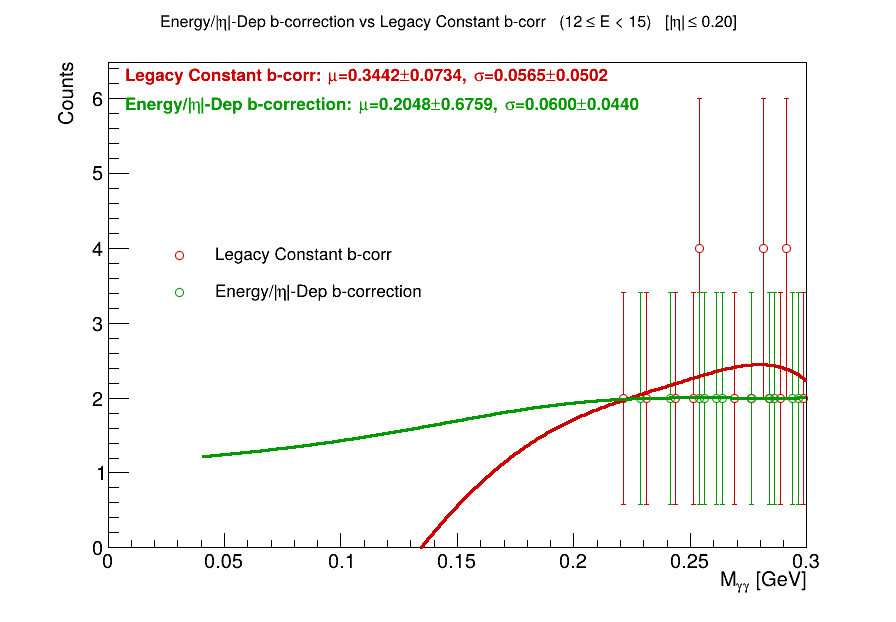 Energy/|η|-Dep b-correction vs Legacy Constant b-corr (12 ≤ E < 15) [|η| ≤ 0.20]
Legacy Constant b-corr: μ=0.3442±0.0734, σ=0.0565±0.0502
Energy/|η|-Dep b-correction: μ=0.2048±0.6759, σ=0.0600±0.0440
Counts
6
5
4
3
2
1
0
Legacy Constant b-corr
Energy/|η|-Dep b-correction
0 0.05 0.1 0.15 0.2 0.25 0.3
Mγγ [GeV]